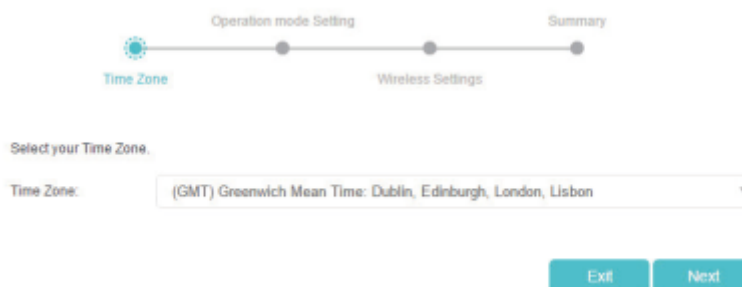 Operation mode Setting Summary
Time Zone Wireless Settings
Select your Time Zone.
Time Zone: (GMT) Greenwich Mean Time: Dublin, Edinburgh, London, Lisbon
Exit Next